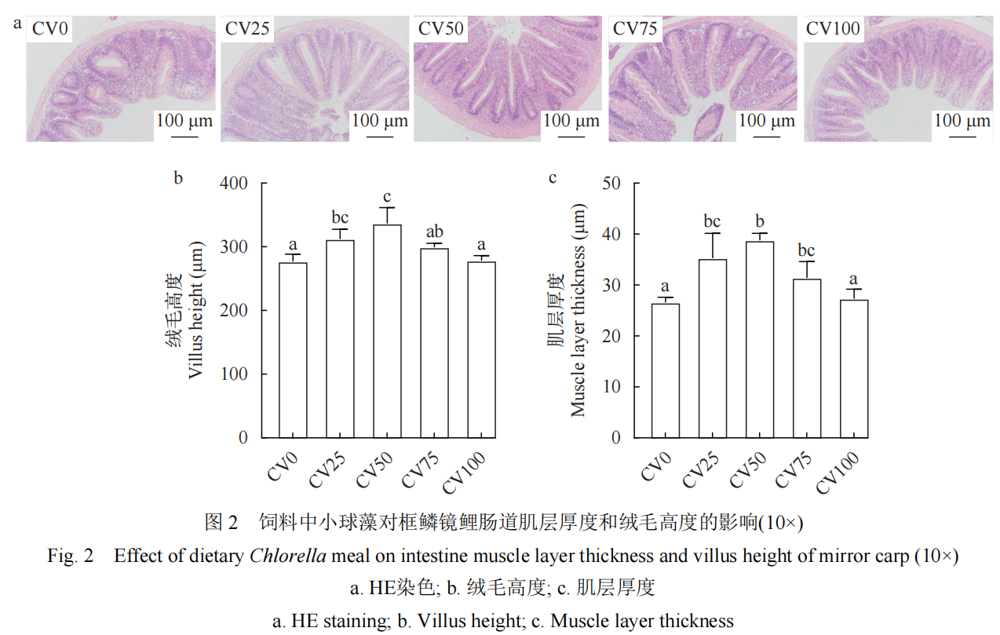 a
CV0
CV25
CV50
CV75
CV100
100 μm
100 μm
100 μm
100 μm
100 μm
b
绒毛高度
Villus height (μm)
400
300
200
100
0
a
bc
c
ab
a
CV0
CV25
CV50
CV75
CV100
c
肌层厚度
Muscle layer thickness (μm)
50
40
30
20
10
0
a
bc
b
bc
a
CV0
CV25
CV50
CV75
CV100
图 2 饲料中小球藻对框鳞镜鲤肠道肌层厚度和绒毛高度的影响(10×)
Fig. 2 Effect of dietary Chlorella meal on intestine muscle layer thickness and villus height of mirror carp (10×)
a. HE染色; b. 绒毛高度; c. 肌层厚度
a. HE staining; b. Villus height; c. Muscle layer thickness